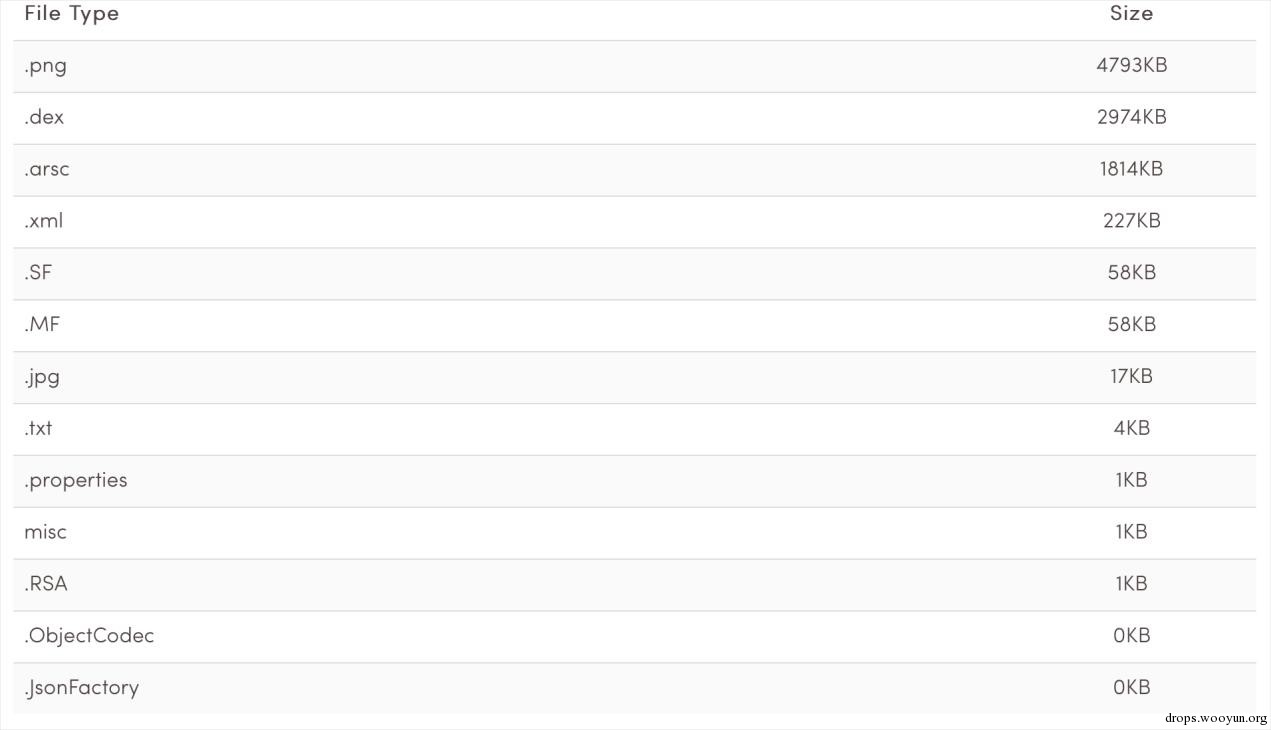 File Type Size
.png 4793KB
.dex 2974KB
.arsc 1814KB
.xml 227KB
.SF 58KB
.MF 58KB
.jpg 17KB
.txt 4KB
.properties 1KB
misc 1KB
.RSA 1KB
.ObjectCodec 0KB
.JsonFactory 0KB
drops.wooyun.org